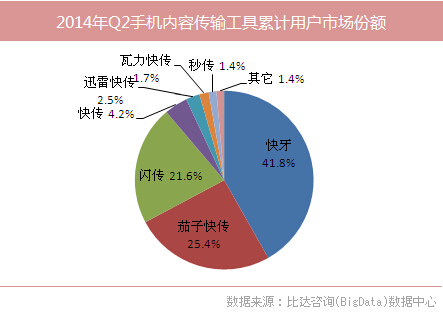 2014年Q2手机内容传输工具累计用户市场份额
瓦力快传
1.7%
秒传 1.4%
其它 1.4%
迅雷快传
2.5%
快传 4.2%
快牙
41.8%
闪传 21.6%
茄子快传
25.4%
数据来源：比达咨询(BigData)数据中心